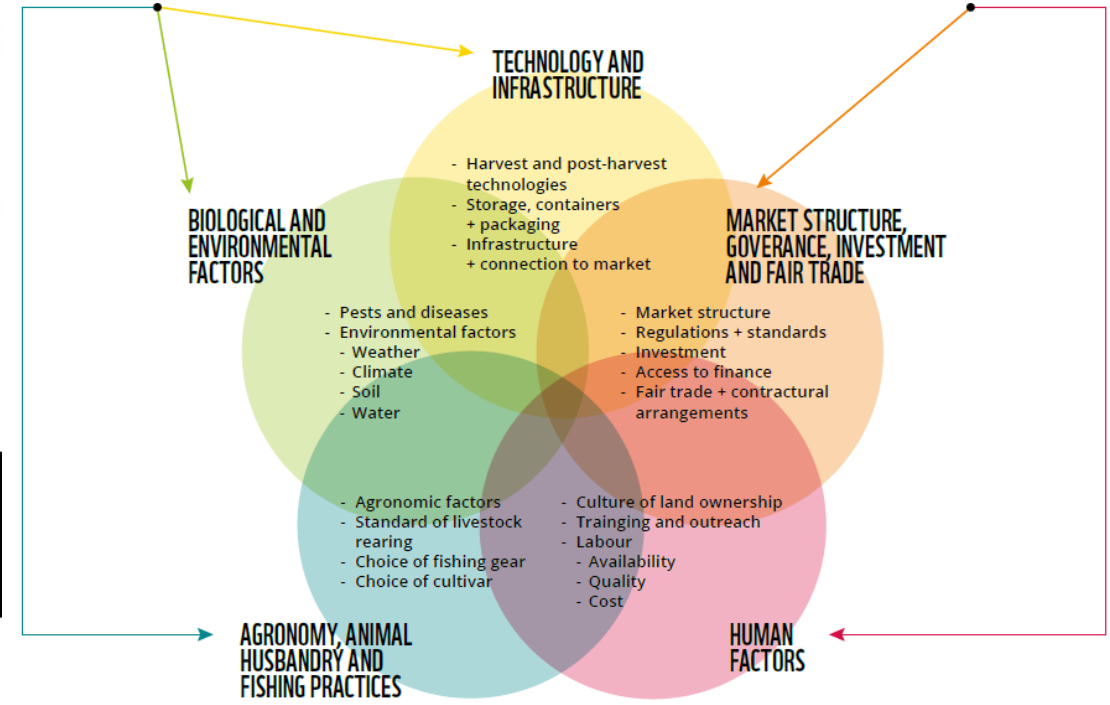 TECHNOLOGY AND
INFRASTRUCTURE
- Harvest and post-harvest
technologies
- Storage, containers
+ packaging
- Infrastructure
+ connection to market
BIOLOGICAL AND
ENVIRONMENTAL
FACTORS
- Pests and diseases
- Environmental factors
- Weather
- Climate
- Soil
- Water
MARKET STRUCTURE,
GOVERANCE, INVESTMENT
AND FAIR TRADE
- Market structure
- Regulations + standards
- Investment
- Access to finance
- Fair trade + contractural
arrangements
- Agronomic factors
- Standard of livestock
rearing
- Choice of fishing gear
- Choice of cultivar
AGRONOMY, ANIMAL
HUSBANDRY AND
FISHING PRACTICES
- Culture of land ownership
- Trainging and outreach
- Labour
- Availability
- Quality
- Cost
HUMAN
FACTORS